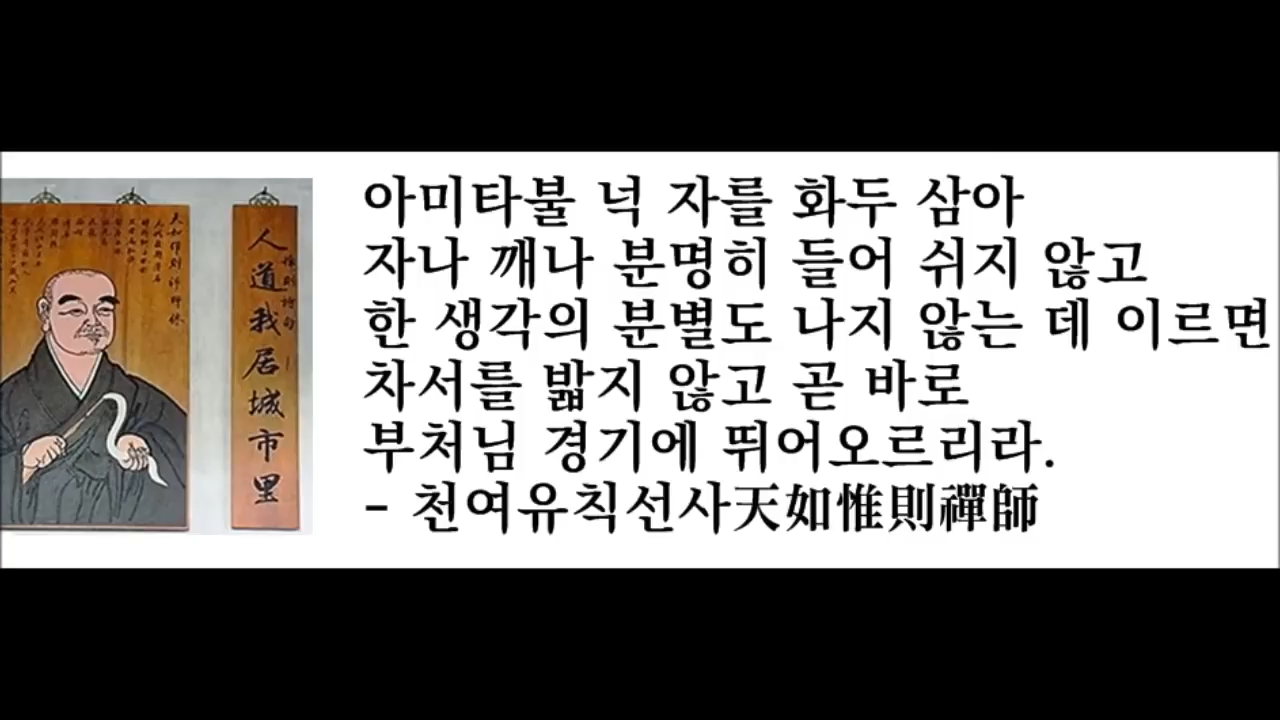 人道我居城市里
아미타불 넉 자를 화두 삼아
자나 깨나 분명히 들어 쉬지 않고
한 생각의 분별도 나지 않는 데 이르면
차서를 밟지 않고 곧 바로
부처님 경기에 뛰어오르리라.
- 천여유칙선사天如惟則禪師